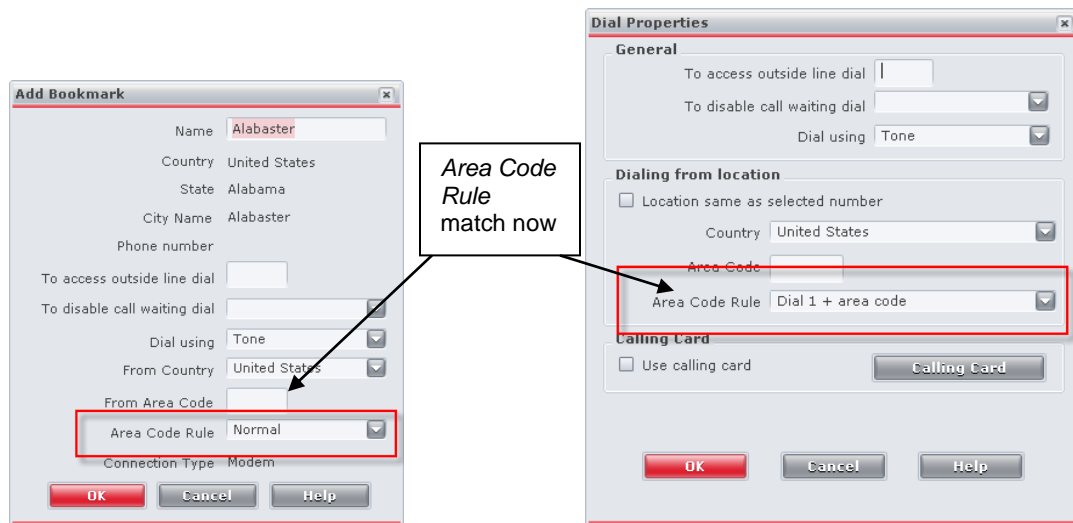 Add Bookmark
Name Alabaster
Country United States
State Alabama
City Name Alabaster
Phone number
To access outside line dial
To disable call waiting dial
Dial using Tone
From Country United States
From Area Code
Area Code Rule Normal
Connection Type Modem
OK Cancel Help
Area Code
Rule
match now
Dial Properties
General
To access outside line dial
To disable call waiting dial
Dial using Tone
Dialing from location
Location same as selected number
Country United States
Area Code
Area Code Rule Dial 1 + area code
Calling Card
Use calling card Calling Card
OK Cancel Help